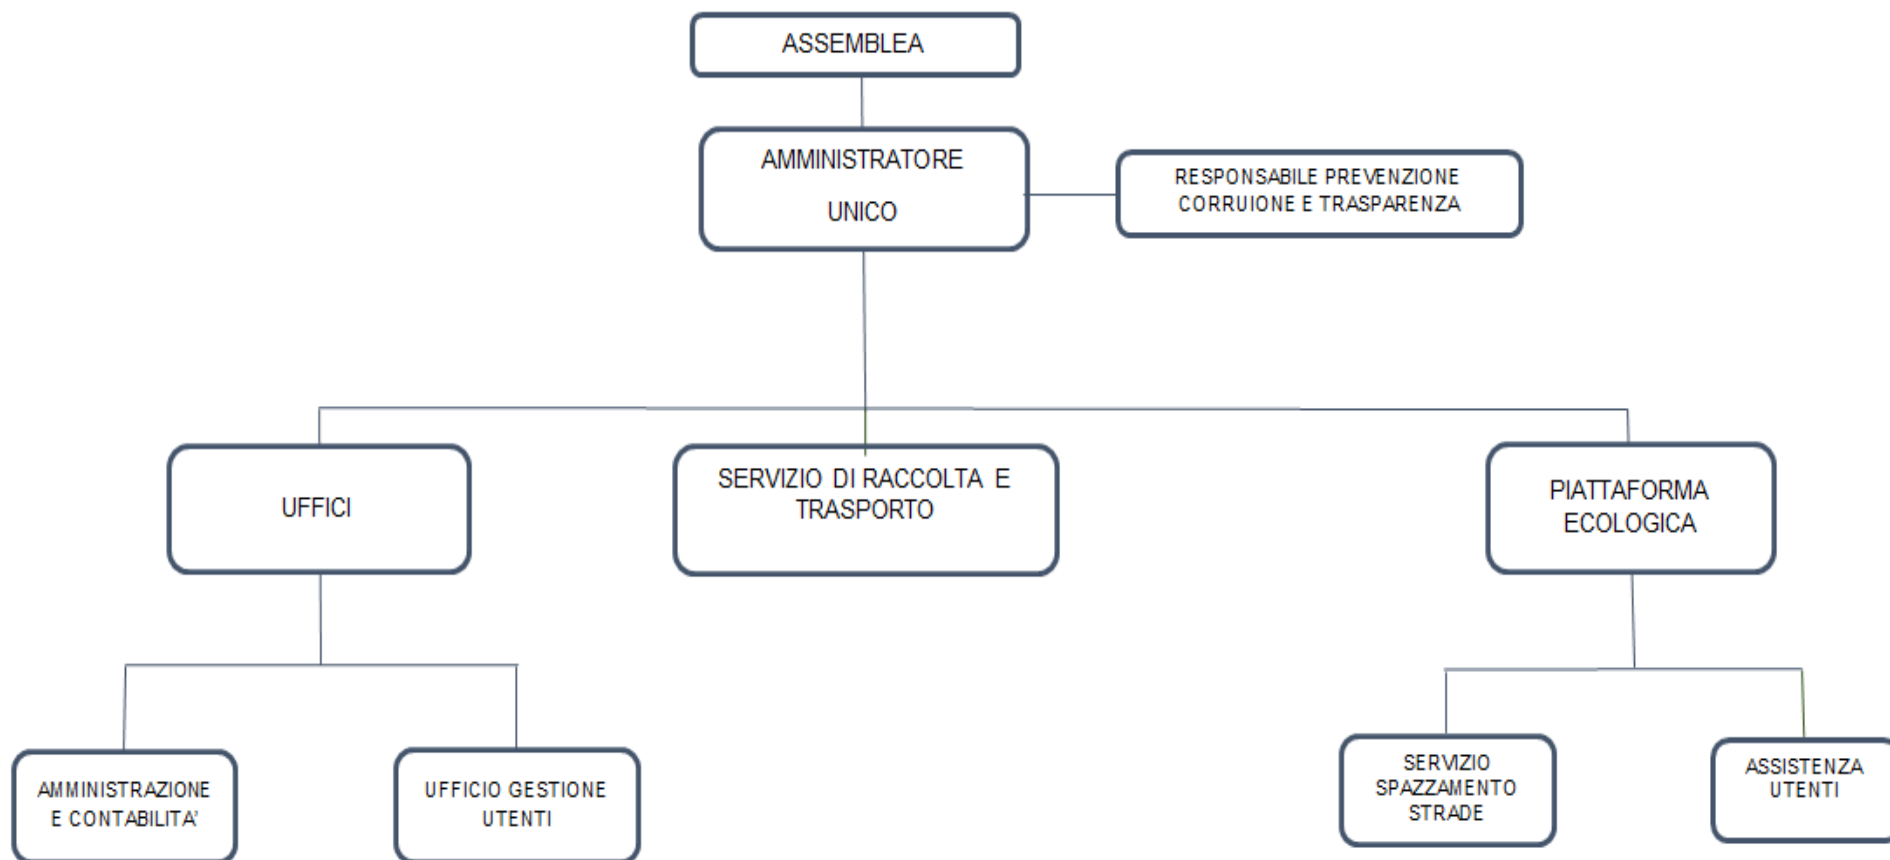 ASSEMBLEA
AMMINISTRATORE
UNICO
RESPONSABILE PREVENZIONE
CORRUIONE E TRASPARENZA
UFFICI
SERVIZIO DI RACCOLTA E
TRASPORTO
PIATTAFORMA
ECOLOGICA
AMMINISTRAZIONE
E CONTABILITA'
UFFICIO GESTIONE
UTENTI
SERVIZIO
SPAZZAMENTO
STRADE
ASSISTENZA
UTENTI